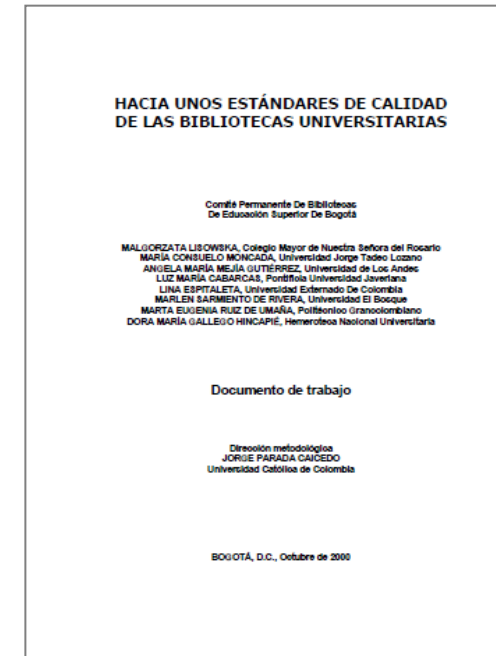 HACIA UNOS ESTÁNDARES DE CALIDAD
DE LAS BIBLIOTECAS UNIVERSITARIAS
Comité Permanente De Bibliotecas
De Educación Superior De Bogotá
MALGORZATA LISOWSKA, Colegio Mayor de Nuestra Señora del Rosario
MARÍA CONSUELO MONCADA, Universidad Jorge Tadeo Lozano
ANGELA MARÍA MEJÍA GUTIÉRREZ, Universidad de Los Andes
LUZ MARÍA CABARCAS, Pontificia Universidad Javeriana
LINA ESPITALETA, Universidad Externado De Colombia
MARLEN SARMIENTO DE RIVERA, Universidad El Bosque
MARTA EUGENIA RUIZ DE UMAÑA, Politécnico Grancolombiano
DORA MARÍA GALLEGO HINCAPIÉ, Hemeroteca Nacional Universitaria
Documento de trabajo
Dirección metodológica
JORGE PARADA CAICEDO
Universidad Católica de Colombia
BOGOTÁ, D.C., Octubre de 2000